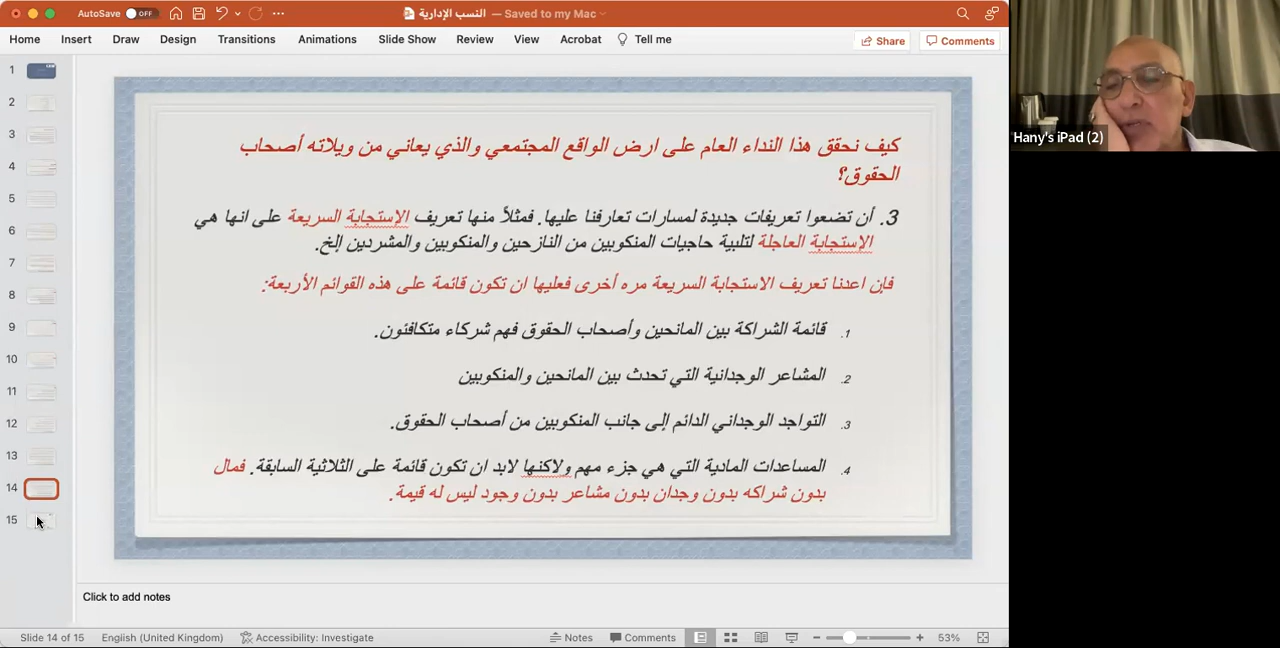 AutoSave OFF ... النسب الإدارية — Saved to my Mac
Home Insert Draw Design Transitions Animations Slide Show Review View Acrobat Tell me Share Comments
Hany's iPad (2)
1
2
3
4
5
6
7
8
9
10
11
12
13
14
15
كيف نحقق هذا النداء العام على ارض الواقع المجتمعي والذي يعاني من ويلاته أصحاب
الحقوق؟
3. أن تضعوا تعريفات جديدة لمسارات تعارفنا عليها. فمثلاً منها تعريف الإستجابة السريعة على انها هي
الإستجابة العاجلة لتلبية حاجيات المنكوبين من النازحين والمنكوبين والمشردين إلخ.
فإن اعدنا تعريف الاستجابة السريعة مره أخرى فعليها ان تكون قائمة على هذه القوائم الأربعة:
1. قائمة الشراكة بين المانحين وأصحاب الحقوق فهم شركاء متكافئون.
2. المشاعر الوجدانية التي تحدث بين المانحين والمنكوبين
3. التواجد الوجداني الدائم إلى جانب المنكوبين من أصحاب الحقوق.
4. المساعدات المادية التي هي جزء مهم ولاكنها لابد ان تكون قائمة على الثلاثية السابقة. فمال
بدون شراكه بدون وجدان بدون مشاعر بدون وجود ليس له قيمة.
Click to add notes
Slide 14 of 15 English (United Kingdom) Accessibility: Investigate Notes Comments 53%